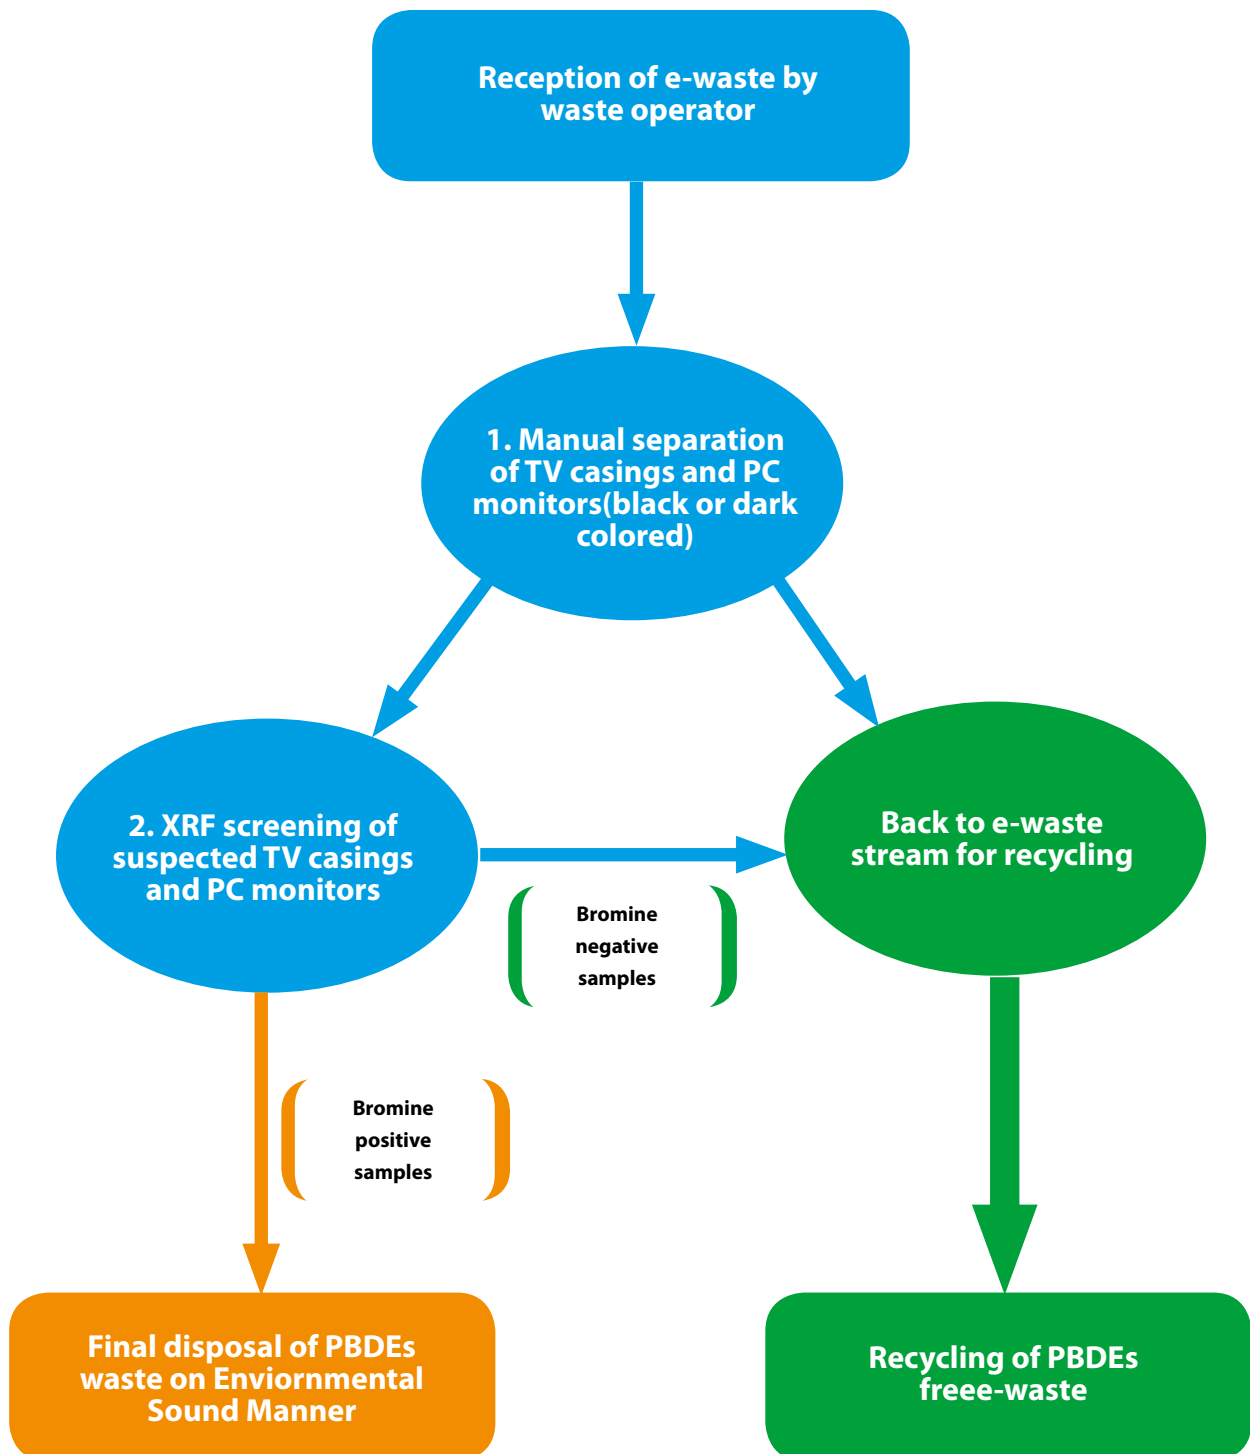 Reception of e-waste by
waste operator
1. Manual separation
of TV casings and PC
monitors(black or dark
colored)
2. XRF screening of
suspected TV casings
and PC monitors
Back to e-waste
stream for recycling
Bromine
negative
samples
Bromine
positive
samples
Final disposal of PBDEs
waste on Enviornmental
Sound Manner
Recycling of PBDEs
freee-waste